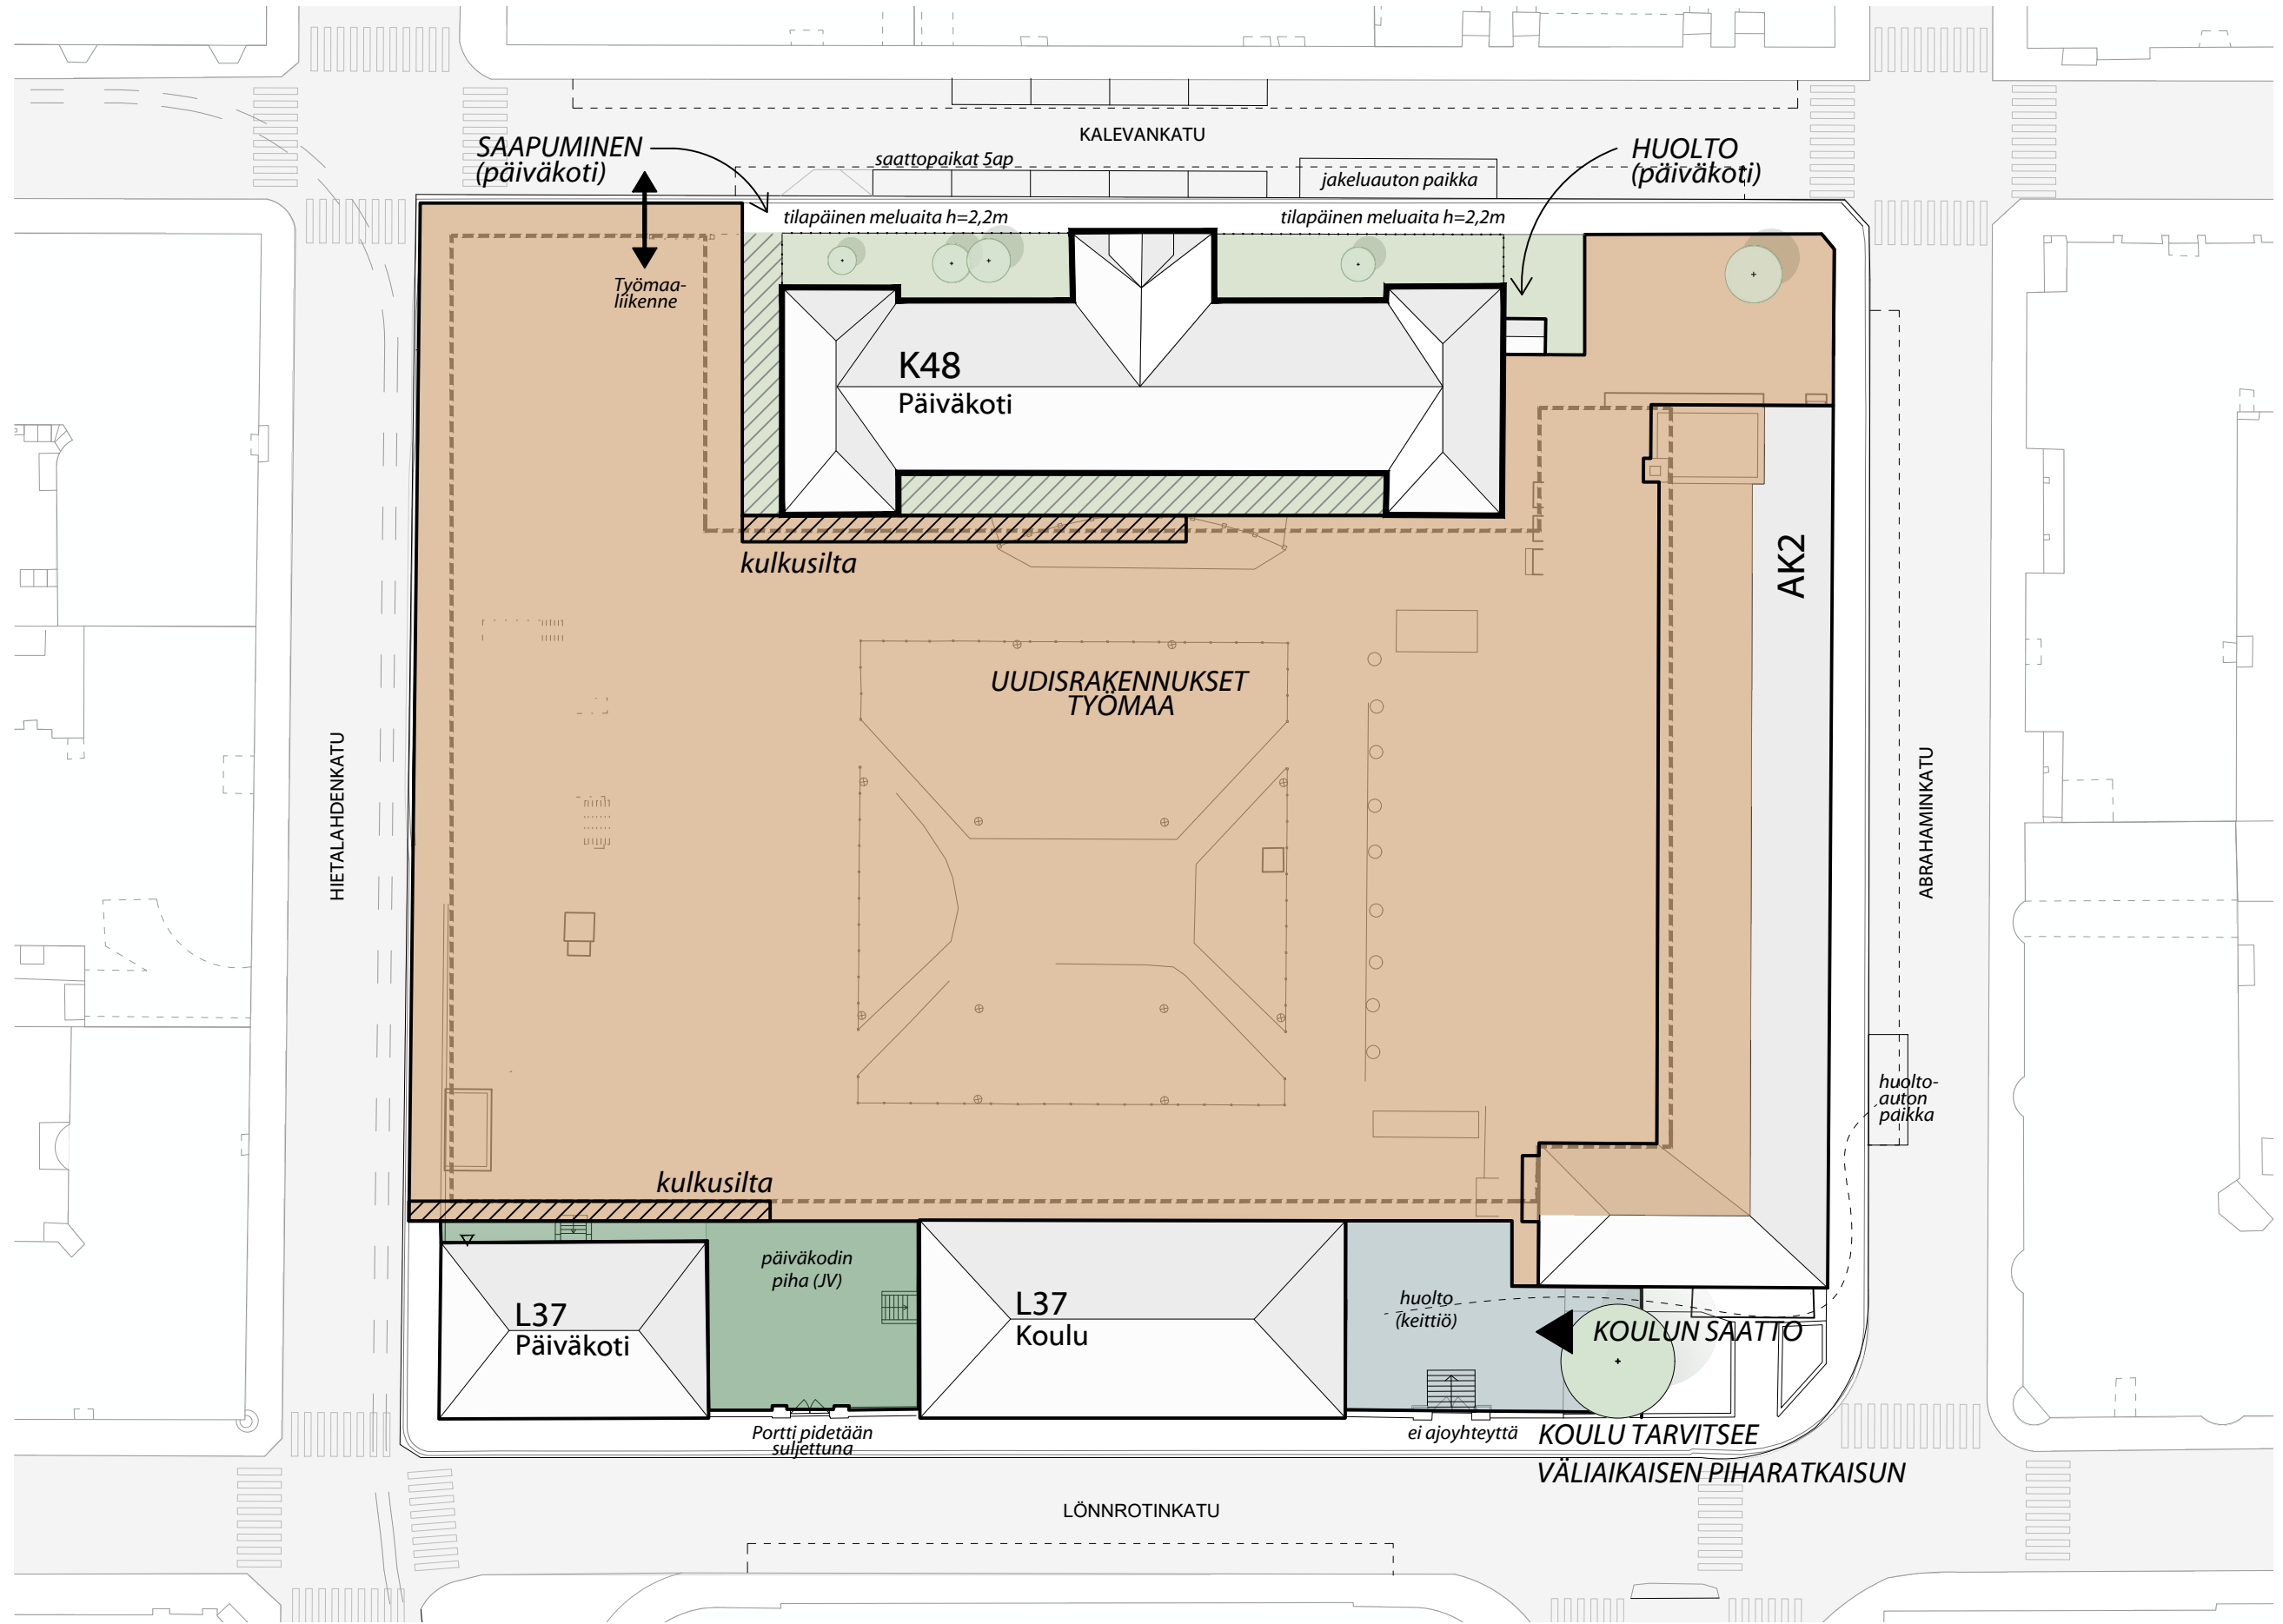 KALEVANKATU
SAAPUMINEN
(päiväkoti)
saattopaikat 5ap
jakeluauton paikka
HUOLTO
(päiväkoti)
tilapäinen meluaita h=2,2m
tilapäinen meluaita h=2,2m
Työmaa-
liikenne
K48
Päiväkoti
kulkusilta
AK2
UUDISRAKENNUKSET
TYÖMAA
HIETALAHDENKATU
ABRAHAMINKATU
huolto-
auton
paikka
kulkusilta
päiväkodin
piha (JV)
L37
Päiväkoti
L37
Koulu
huolto
(keittiö)
KOULUN SAATTO
Portti pidetään
suljettuna
ei ajoyhteyttä
KOULU TARVITSEE
VÄLIAIKAISEN PIHARATKAISUN
LÖNNROTINKATU